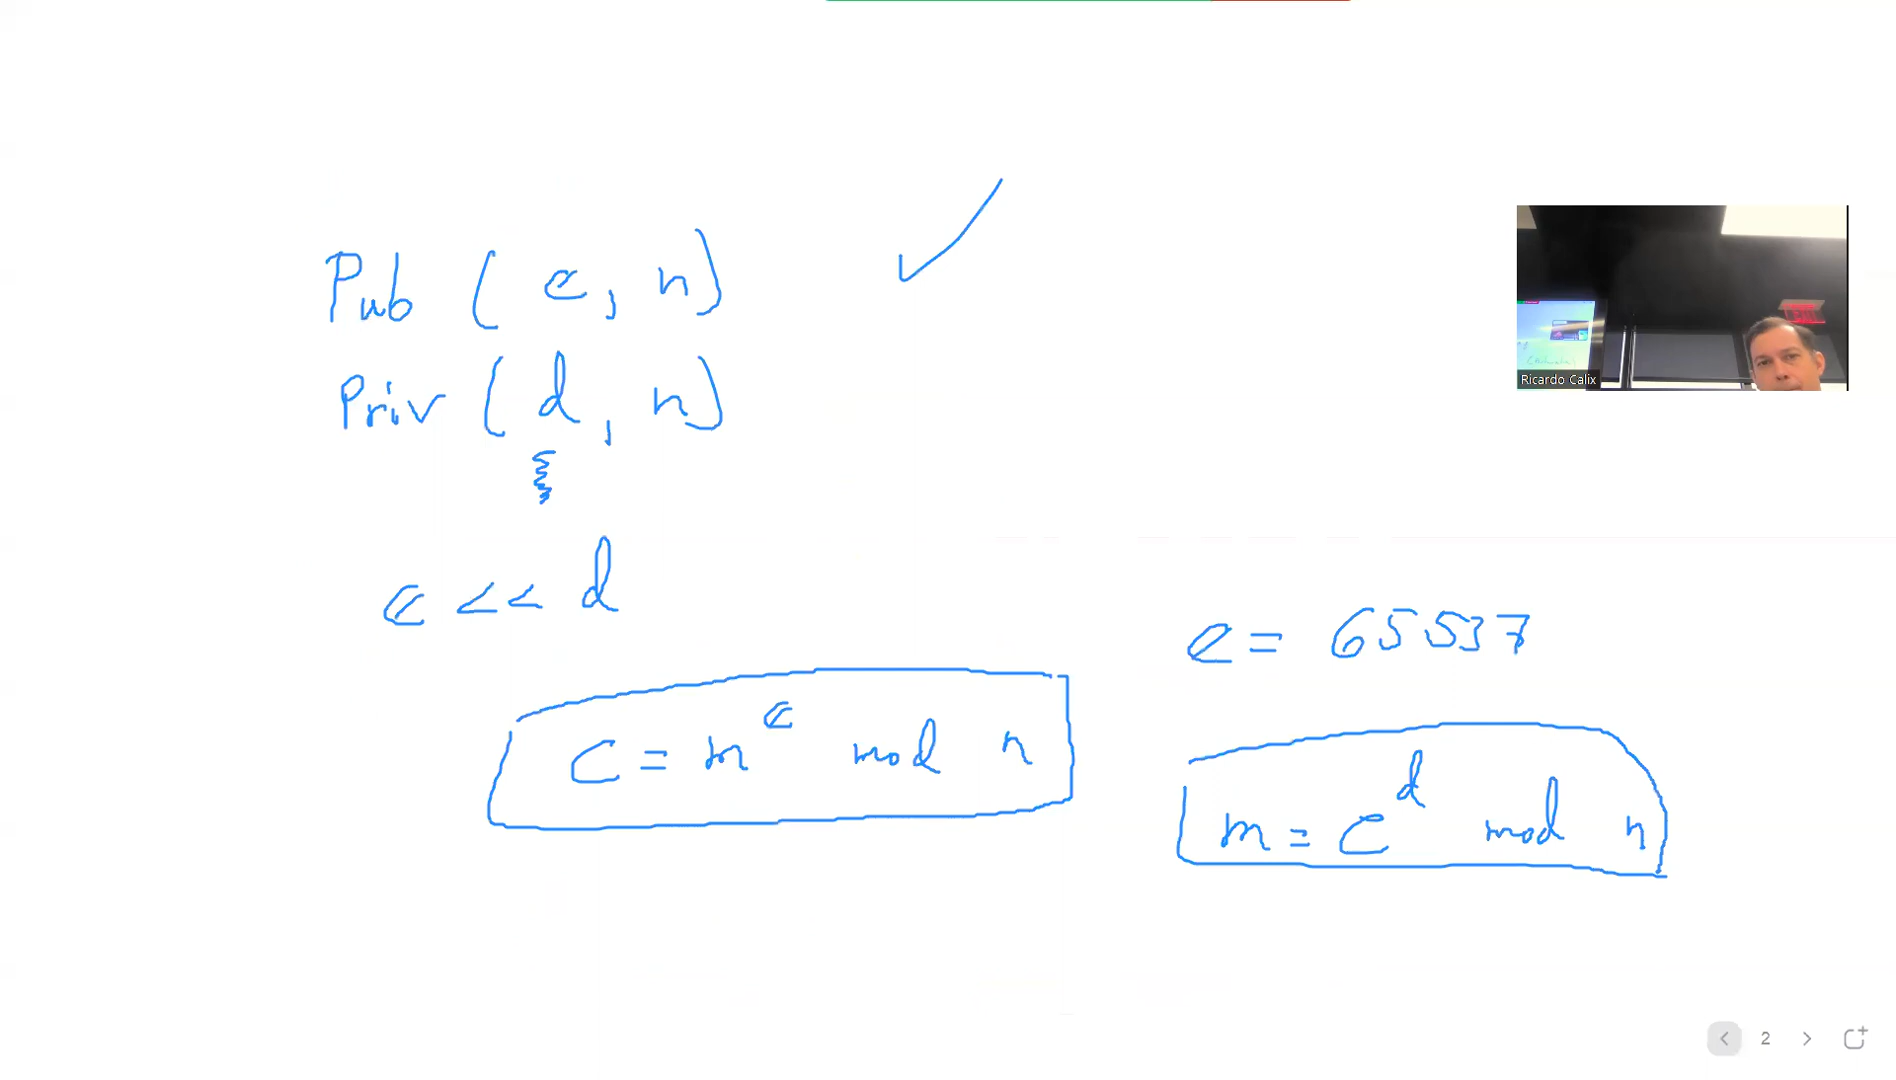 Pub ( e, n)
Priv ( d, n)
e << d
e = 65537
C = m^e mod n
m = C^d mod n
Ricardo Calix
2